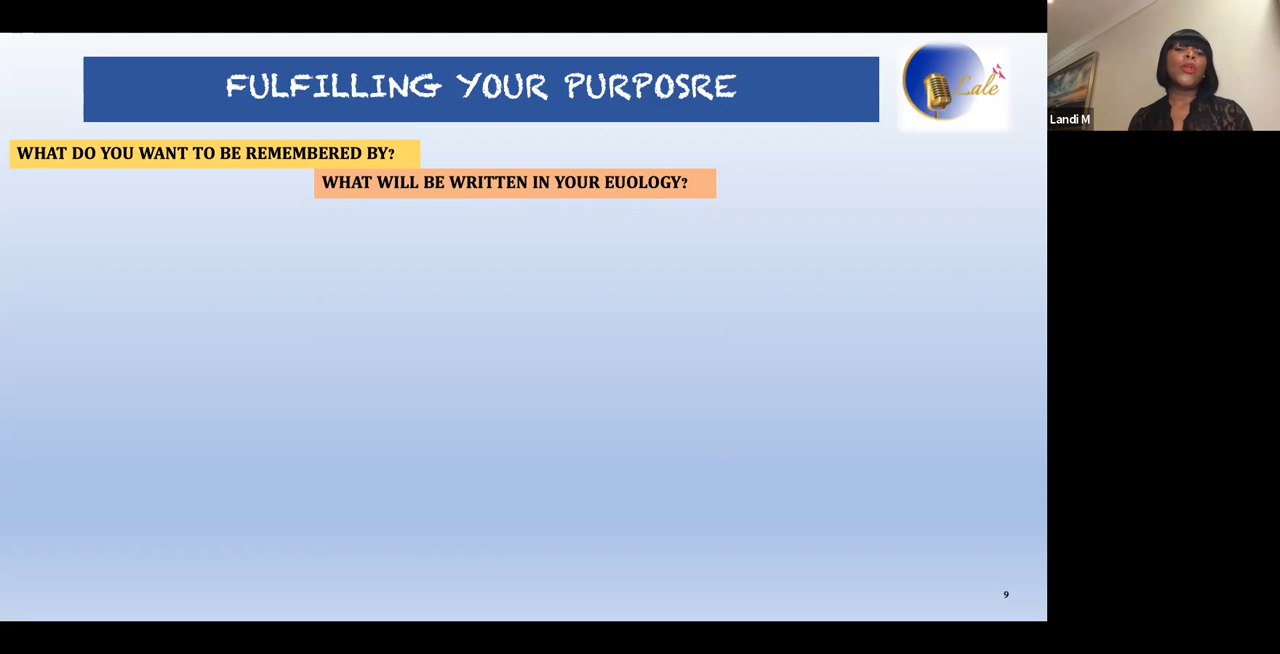 FULFILLING YOUR PURPOSRE
Lale
Landi M
WHAT DO YOU WANT TO BE REMEMBERED BY?
WHAT WILL BE WRITTEN IN YOUR EUOLOGY?
9